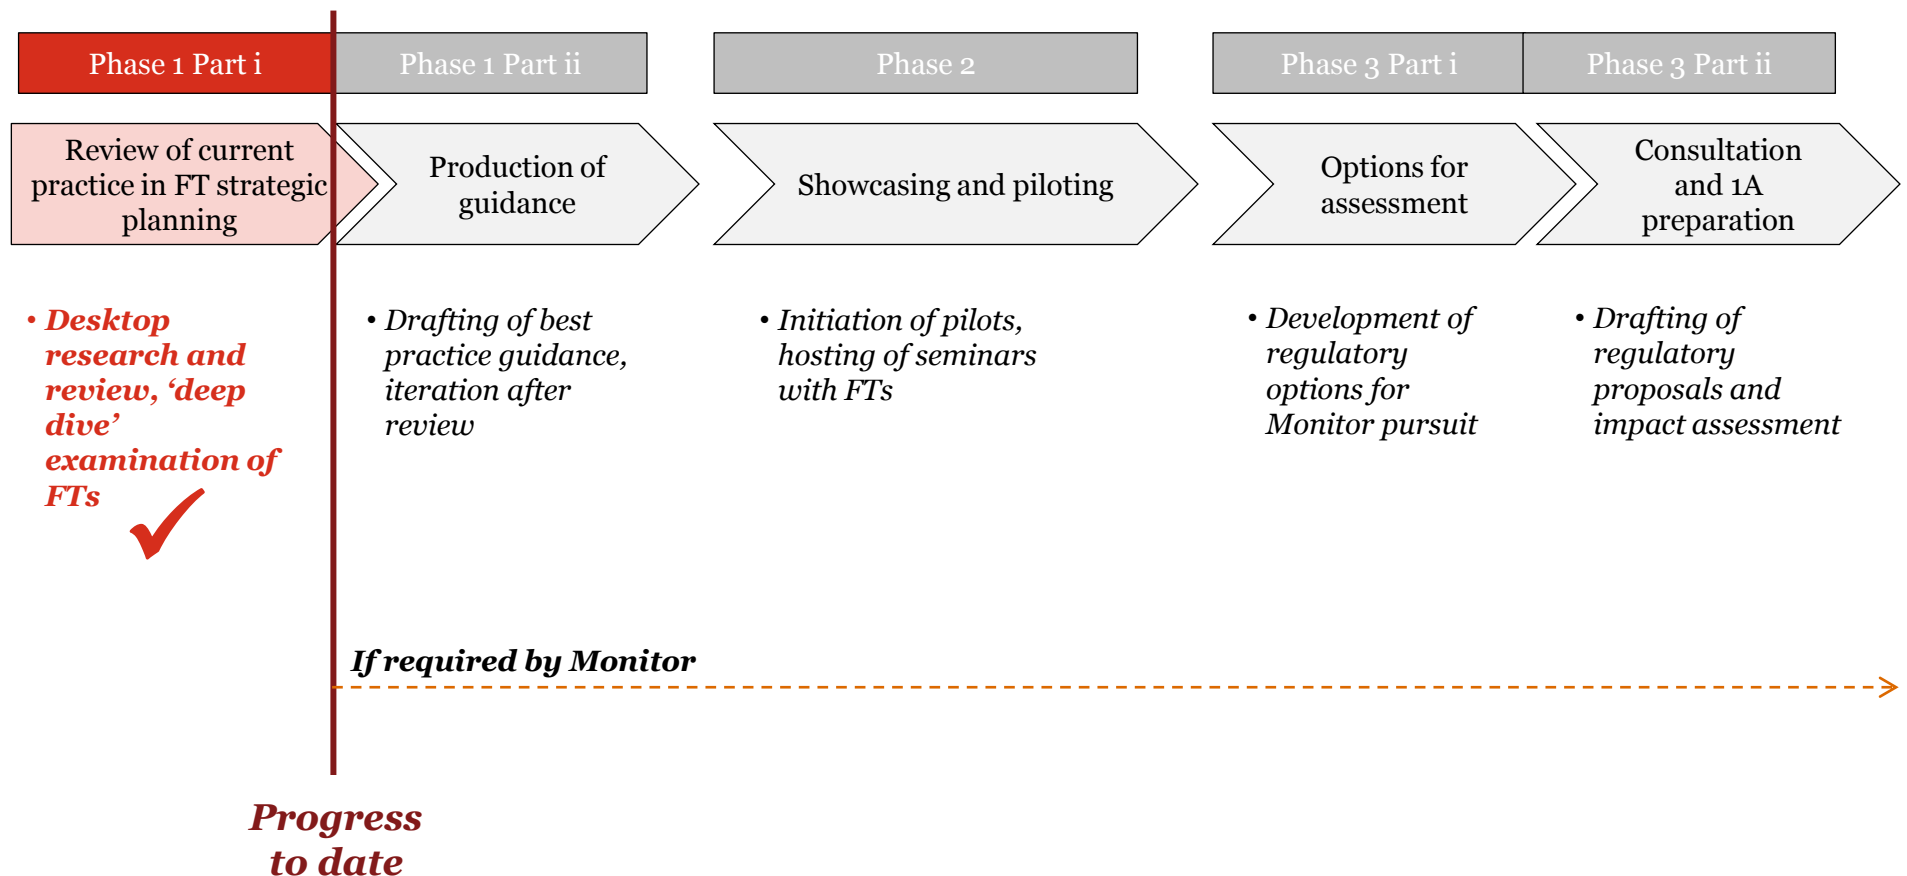 Phase 1 Part i
Phase 1 Part ii
Phase 2
Phase 3 Part i
Phase 3 Part ii
Review of current
practice in FT strategic
planning
Production of
guidance
Showcasing and piloting
Options for
assessment
Consultation
and 1A
preparation
• Desktop
research and
review, ‘deep
dive’
examination of
FTs
• Drafting of best
practice guidance,
iteration after
review
• Initiation of pilots,
hosting of seminars
with FTs
• Development of
regulatory
options for
Monitor pursuit
• Drafting of
regulatory
proposals and
impact assessment
If required by Monitor
Progress
to date